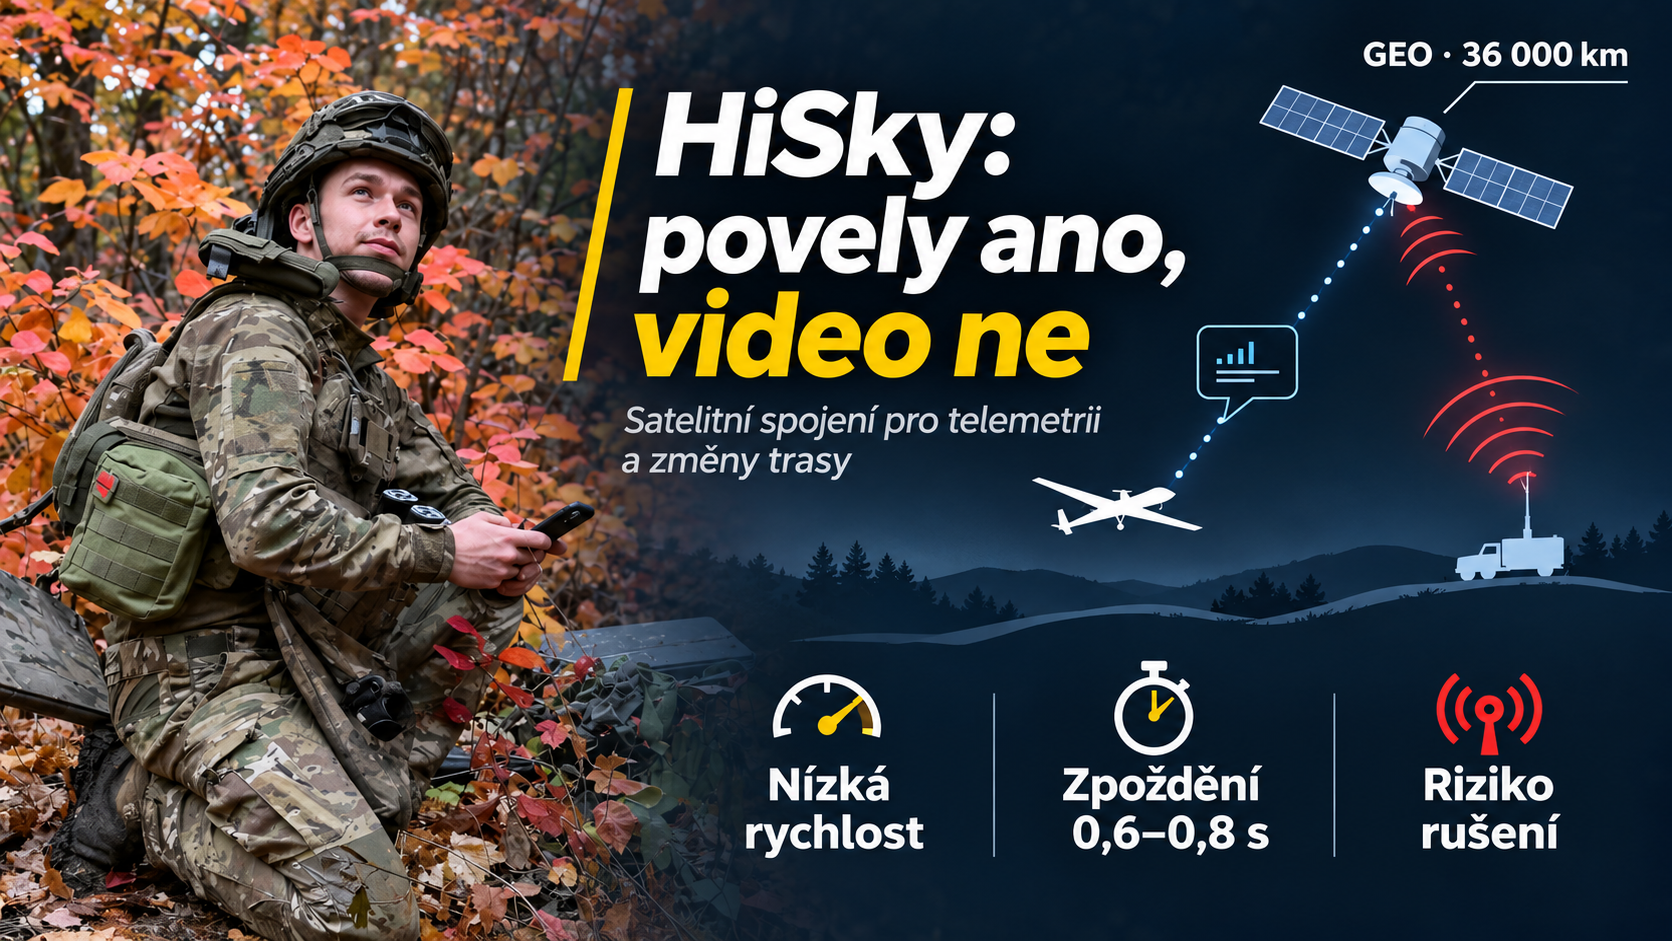 GEO · 36 000 km
HiSky:
povely ano,
video ne
Satelitní spojení pro telemetrii
a změny trasy
Nízká
rychlost
Zpoždění
0,6–0,8 s
Riziko
rušení